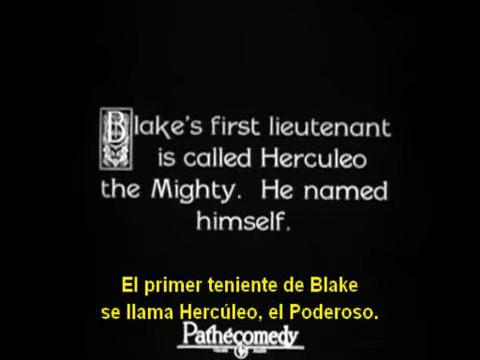 Blake's first lieutenant
is called Herculeo
the Mighty. He named
himself.
El primer teniente de Blake
se llama Hercúleo, el Poderoso.
Pathécomedy